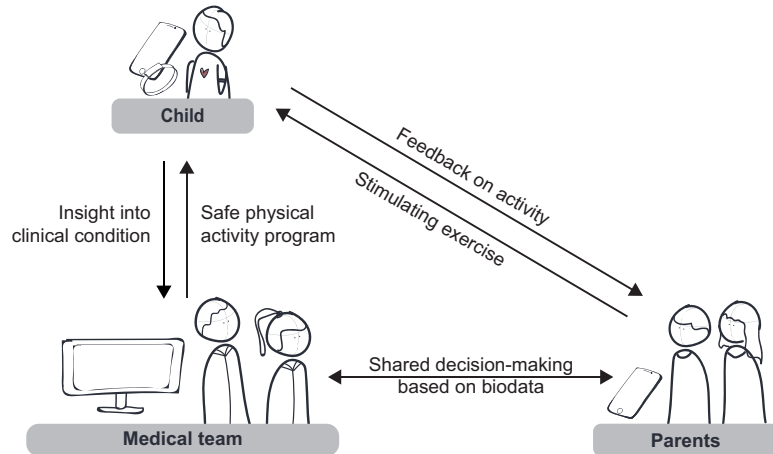 Child
Feedback on activity
Stimulating exercise
Insight into
clinical condition
Safe physical
activity program
Shared decision-making
based on biodata
Medical team
Parents